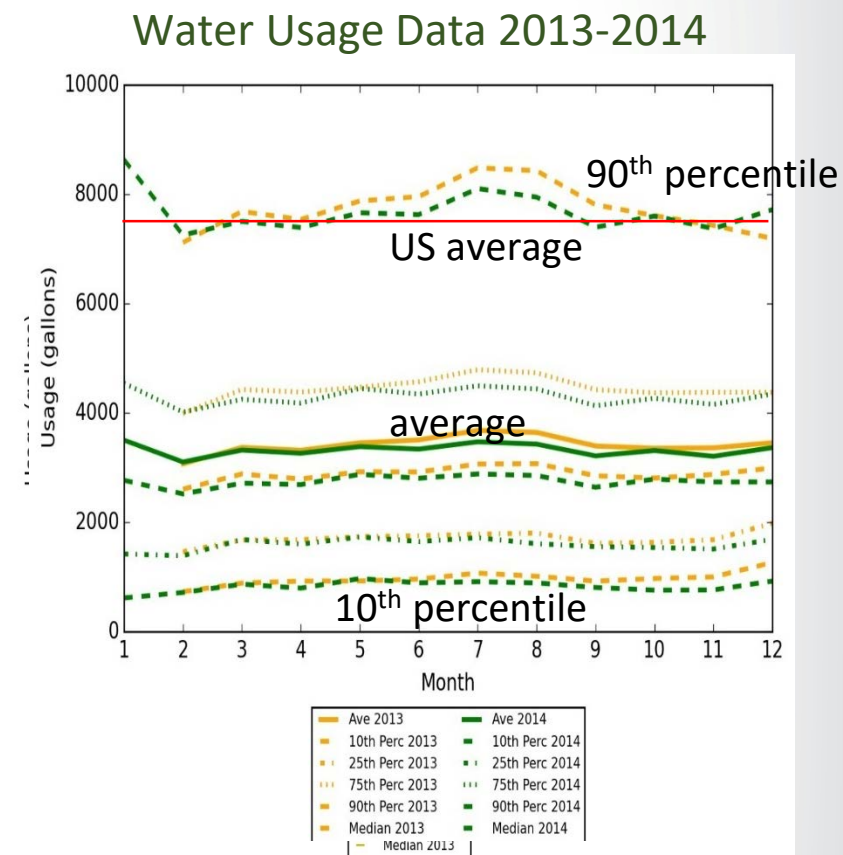 Water Usage Data 2013-2014
10000
8000
6000
4000
2000
0
Usage (gallons)
90th percentile
US average
average
10th percentile
1 2 3 4 5 6 7 8 9 10 11 12
Month
Ave 2013 Ave 2014
10th Perc 2013 10th Perc 2014
25th Perc 2013 25th Perc 2014
75th Perc 2013 75th Perc 2014
90th Perc 2013 90th Perc 2014
Median 2013 Median 2014
Median 2013